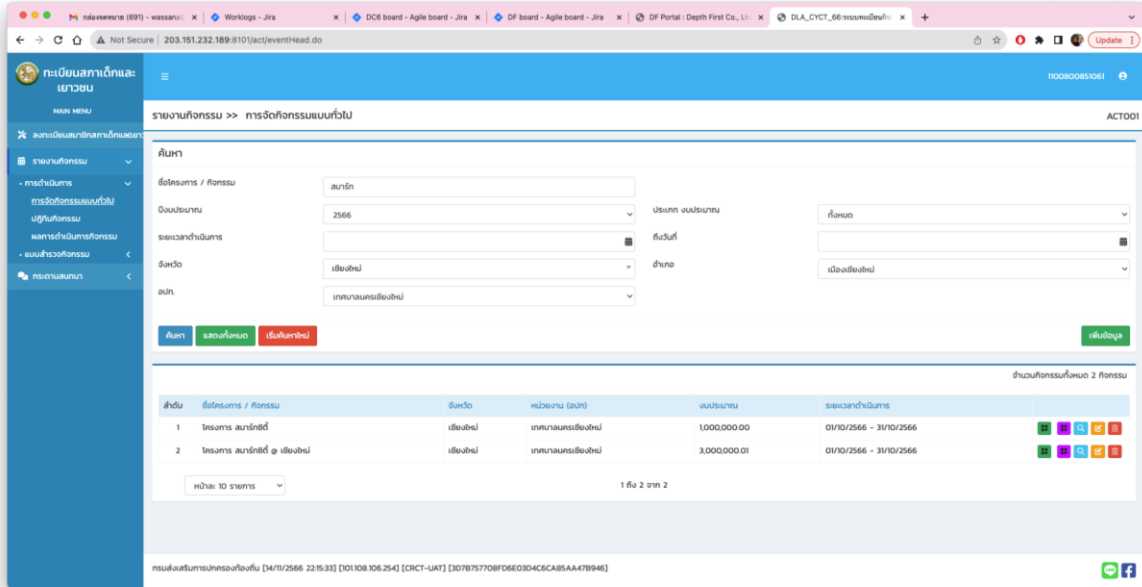 กล่องจดหมาย (691) - wassana
Worklogs - Jira
DC6 board - Agile board - Jira
DF board - Agile board - Jira
DF Portal : Depth First Co., Lt
DLA_CYCT_66:ระบบทะเบียน
Not Secure | 203.151.232.189:8101/act/eventHead.do
Update
ทะเบียนสภาเด็กและ
เยาวชน
1100800851061
MAIN MENU
ลงทะเบียนสมาชิกสภาเด็กและเยาว
รายงานกิจกรรม
• การดำเนินการ
การจัดกิจกรรมแบบทั่วไป
ปฏิทินกิจกรรม
ผลการดำเนินการกิจกรรม
• แบบสำรวจกิจกรรม
กระดานสนทนา
รายงานกิจกรรม >> การจัดกิจกรรมแบบทั่วไป
ACT001
ค้นหา
ชื่อโครงการ / กิจกรรม สมาร์ท
ปีงบประมาณ 2566 ประเภท งบประมาณ ทั้งหมด
ระยะเวลาดำเนินการ ถึงวันที่
จังหวัด เชียงใหม่ อำเภอ เมืองเชียงใหม่
อปท. เทศบาลนครเชียงใหม่
ค้นหา แสดงทั้งหมด เริ่มค้นหาใหม่ เพิ่มข้อมูล
จำนวนกิจกรรมทั้งหมด 2 กิจกรรม
ลำดับ ชื่อโครงการ / กิจกรรม จังหวัด หน่วยงาน (อปท) งบประมาณ ระยะเวลาดำเนินการ
1 โครงการ สมาร์ทซิตี้ เชียงใหม่ เทศบาลนครเชียงใหม่ 1,000,000.00 01/10/2566 - 31/10/2566
2 โครงการ สมาร์ทซิตี้ @ เชียงใหม่ เชียงใหม่ เทศบาลนครเชียงใหม่ 3,000,000.01 01/10/2566 - 31/10/2566
หน้าละ 10 รายการ 1 ถึง 2 จาก 2
กรมส่งเสริมการปกครองท้องถิ่น [14/11/2566 22:15:33] [101.108.106.254] [CRCT-UAT] [3D7B757708FD6E03D4C6CA85AA47B946]